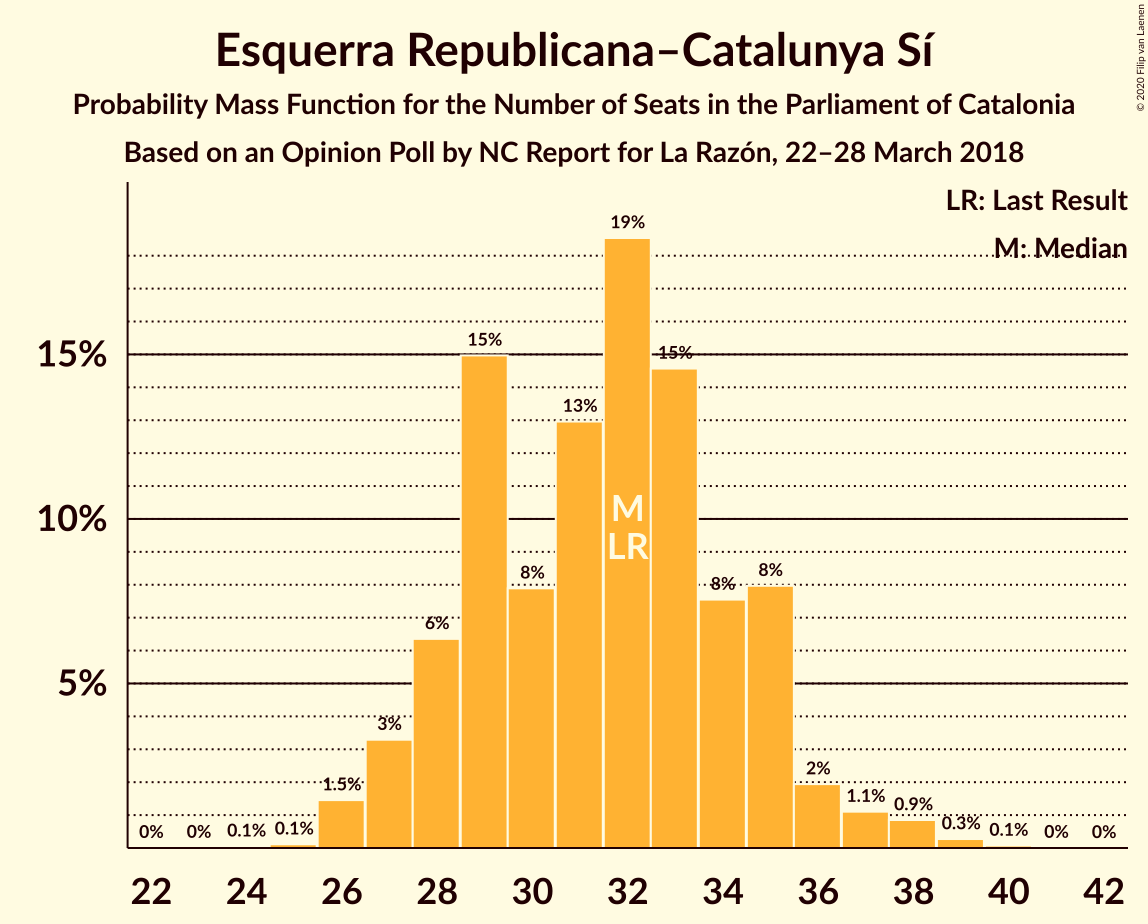 Esquerra Republicana–Catalunya Sí
Probability Mass Function for the Number of Seats in the Parliament of Catalonia
Based on an Opinion Poll by NC Report for La Razón, 22–28 March 2018
© 2020 Filip van Laenen
LR: Last Result
M: Median
15%
10%
5%
0%
0%
0.1%
0.1%
1.5%
3%
6%
15%
8%
13%
19%
15%
8%
8%
2%
1.1%
0.9%
0.3%
0.1%
0%
0%
M
LR
22 24 26 28 30 32 34 36 38 40 42